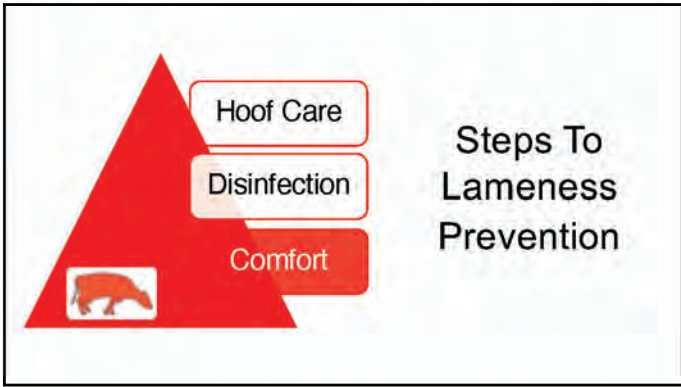 Hoof Care
Disinfection
Comfort
Steps To
Lameness
Prevention